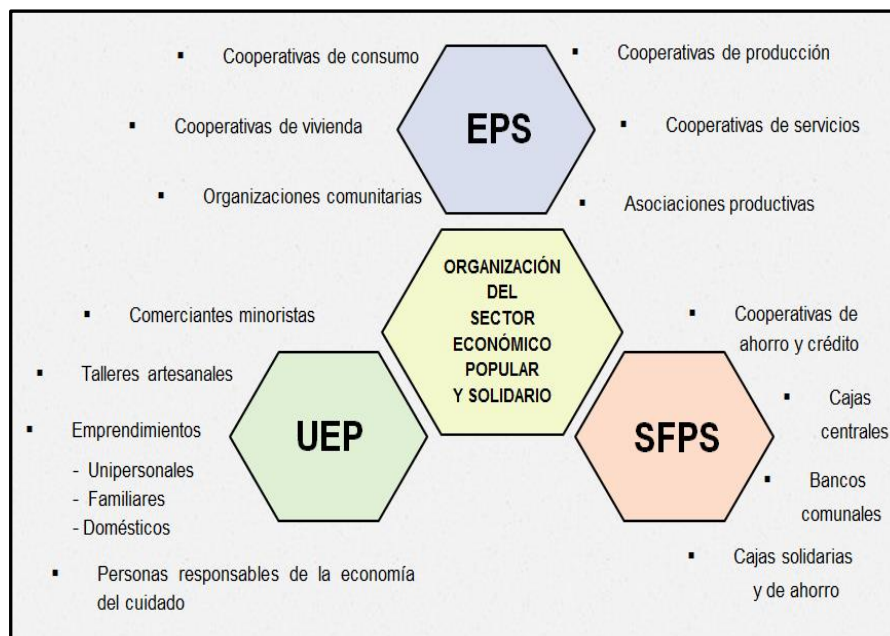 ▪ Cooperativas de consumo
▪ Cooperativas de vivienda
▪ Organizaciones comunitarias
EPS
▪ Cooperativas de producción
▪ Cooperativas de servicios
▪ Asociaciones productivas
ORGANIZACIÓN
DEL
SECTOR
ECONÓMICO
POPULAR
Y SOLIDARIO
▪ Comerciantes minoristas
▪ Talleres artesanales
▪ Emprendimientos
- Unipersonales
- Familiares
- Domésticos
▪ Personas responsables de la economía
del cuidado
UEP
SFPS
▪ Cooperativas de
ahorro y crédito
▪ Cajas
centrales
▪ Bancos
comunales
▪ Cajas solidarias
y de ahorro